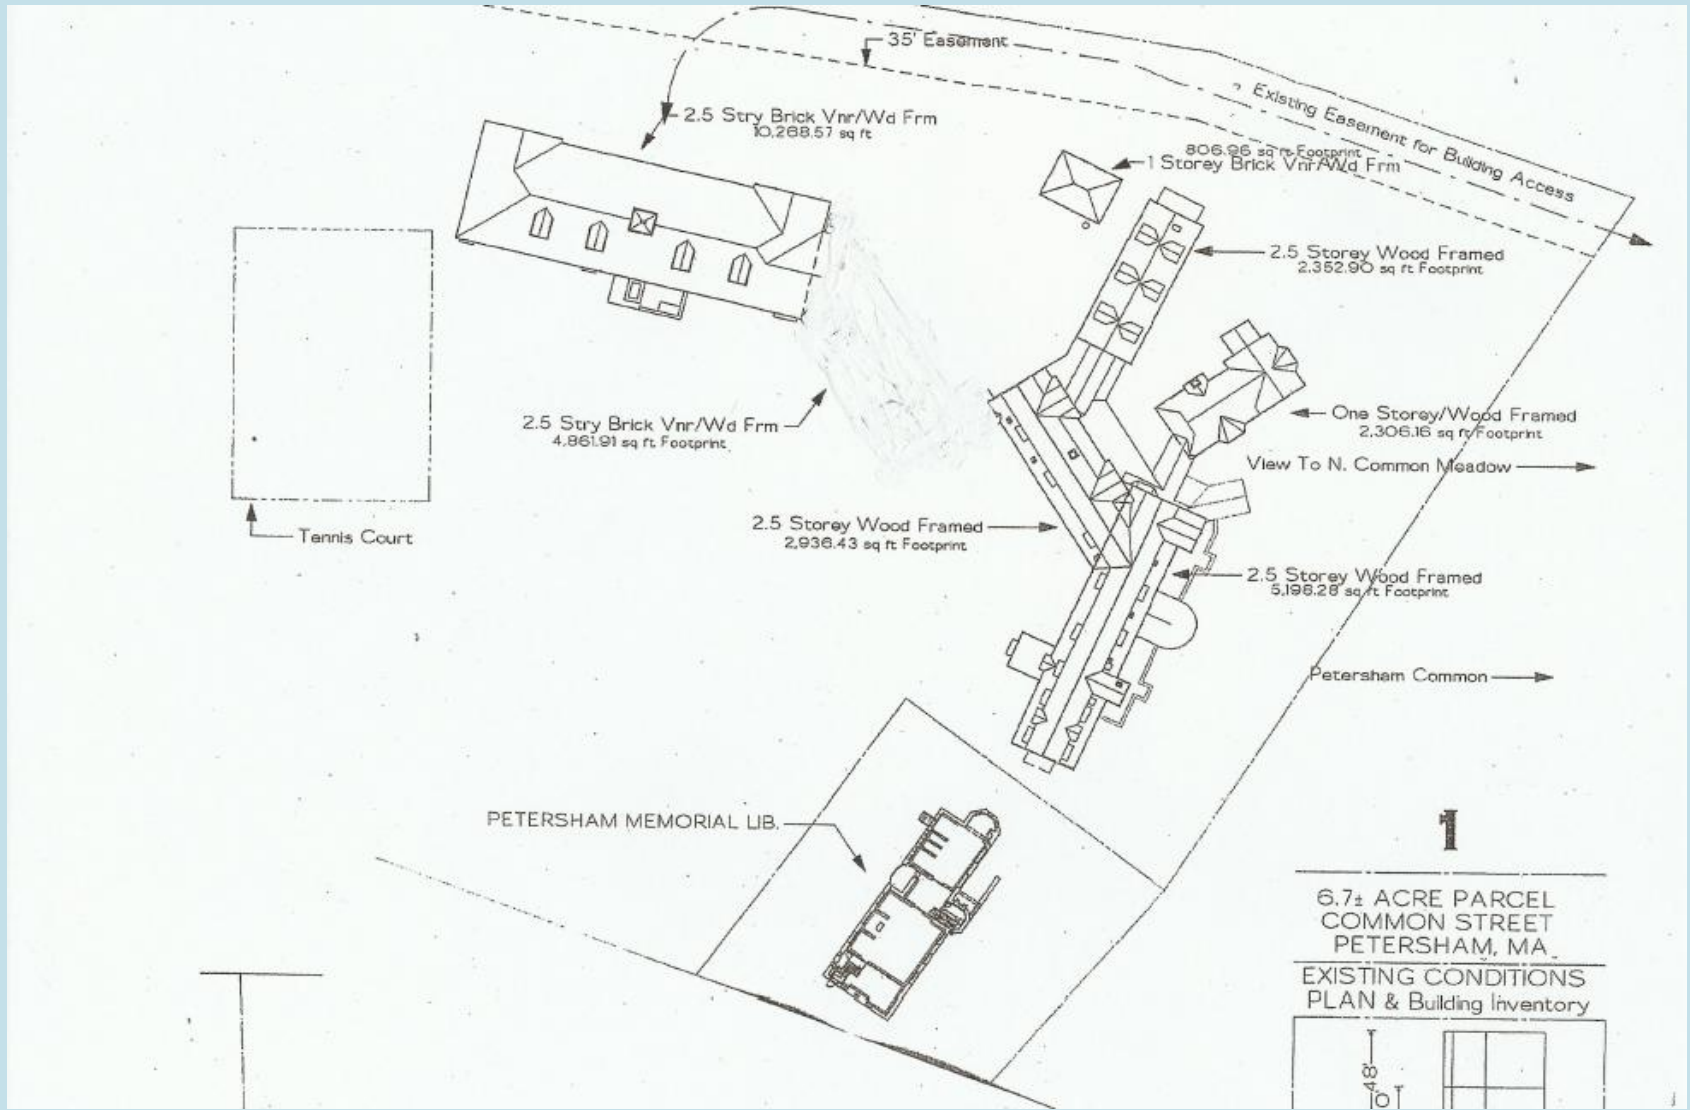 35' Easement
Existing Easement for Building Access
2.5 Stry Brick Vnr/Wd Frm
10,268.57 sq ft
806.96 sq ft Footprint
1 Storey Brick Vnr/Wd Frm
2.5 Storey Wood Framed
2,352.90 sq ft Footprint
2.5 Stry Brick Vnr/Wd Frm
4,861.91 sq ft Footprint
One Storey/Wood Framed
2,306.16 sq ft Footprint
View To N. Common Meadow
Tennis Court
2.5 Storey Wood Framed
2,936.43 sq ft Footprint
2.5 Storey Wood Framed
5,196.28 sq ft Footprint
Petersham Common
PETERSHAM MEMORIAL LIB.
1
6.7± ACRE PARCEL
COMMON STREET
PETERSHAM, MA
EXISTING CONDITIONS
PLAN & Building Inventory
48'